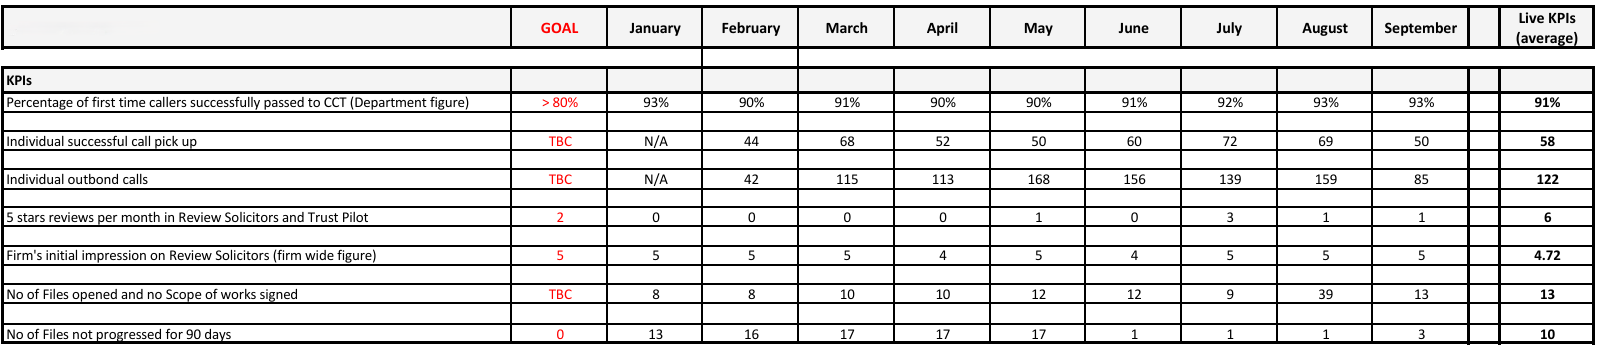 GOAL January February March April May June July August September Live KPIs (average)
KPIs
Percentage of first time callers successfully passed to CCT (Department figure) > 80% 93% 90% 91% 90% 90% 91% 92% 93% 93% 91%
Individual successful call pick up TBC N/A 44 68 52 50 60 72 69 50 58
Individual outbond calls TBC N/A 42 115 113 168 156 139 159 85 122
5 stars reviews per month in Review Solicitors and Trust Pilot 2 0 0 0 0 1 0 3 1 1 6
Firm's initial impression on Review Solicitors (firm wide figure) 5 5 5 5 4 5 4 5 5 5 4.72
No of Files opened and no Scope of works signed TBC 8 8 10 10 12 12 9 39 13 13
No of Files not progressed for 90 days 0 13 16 17 17 17 1 1 1 3 10